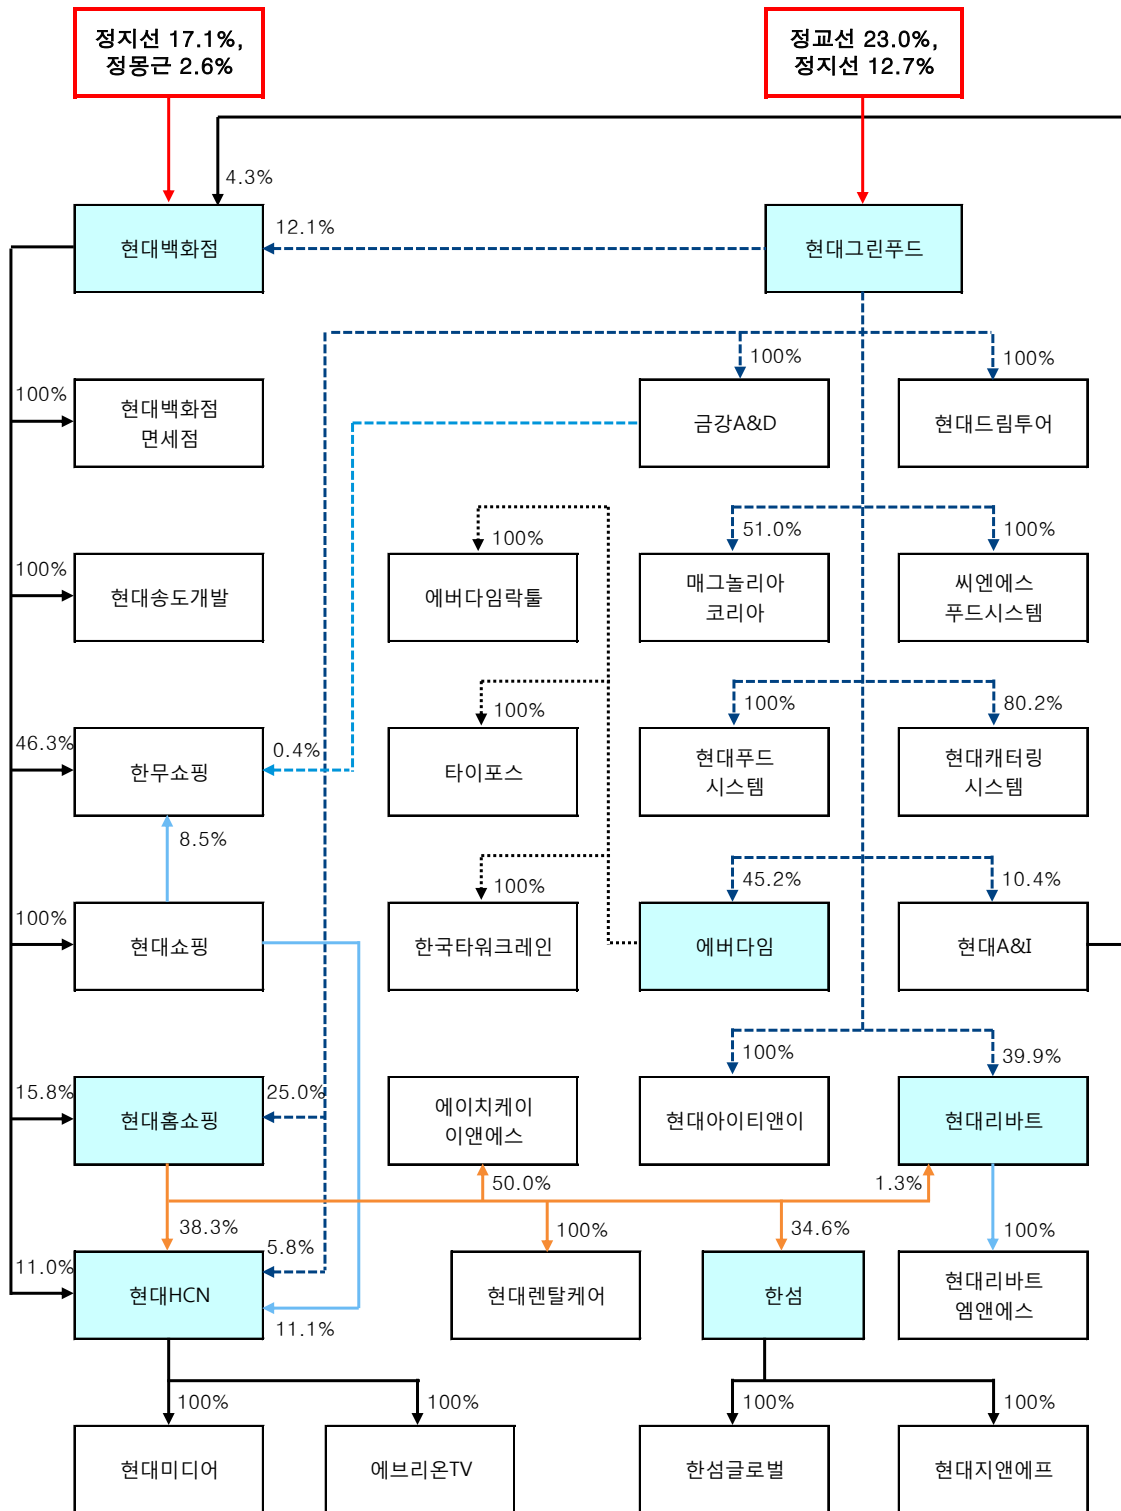 정지선 17.1%,
정몽근 2.6%
정교선 23.0%,
정지선 12.7%
4.3%
현대백화점
12.1%
현대그린푸드
100%
100%
100%
현대백화점
면세점
금강A&D
현대드림투어
100%
51.0%
100%
100%
현대송도개발
에버다임락툴
매그놀리아
코리아
씨엔에스
푸드시스템
100%
100%
80.2%
46.3%
0.4%
한무쇼핑
타이포스
현대푸드
시스템
현대캐터링
시스템
8.5%
100%
45.2%
10.4%
100%
현대쇼핑
한국타워크레인
에버다임
현대A&I
100%
39.9%
15.8%
25.0%
현대홈쇼핑
에이치케이
이앤에스
현대아이티앤이
현대리바트
50.0%
1.3%
38.3%
100%
34.6%
100%
5.8%
11.0%
현대HCN
현대렌탈케어
한섬
현대리바트
엠앤에스
11.1%
100%
100%
100%
100%
현대미디어
에브리온TV
한섬글로벌
현대지앤에프